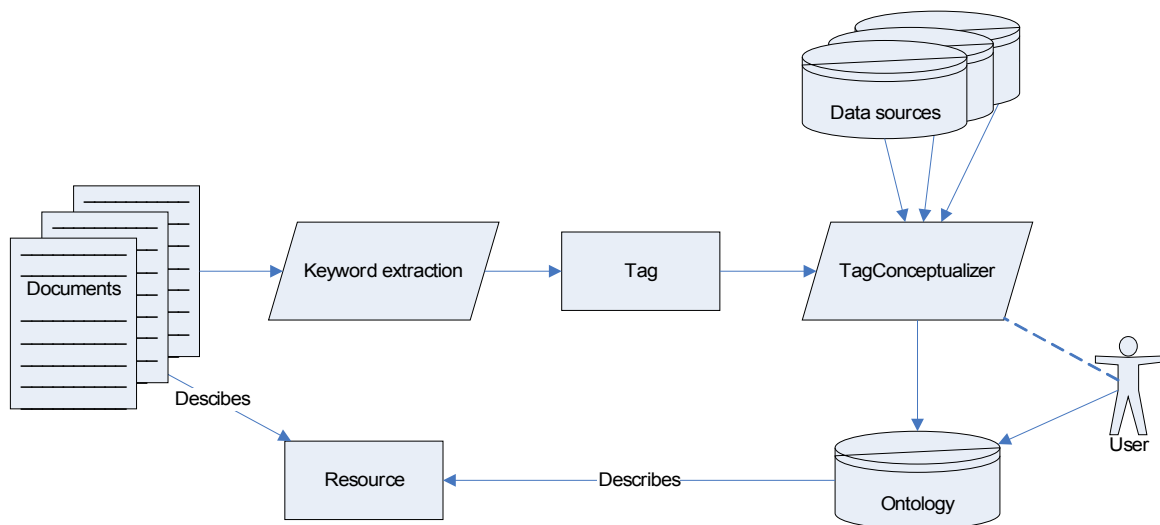 Data sources
Documents
Keyword extraction
Tag
TagConceptualizer
Descibes
User
Resource
Describes
Ontology